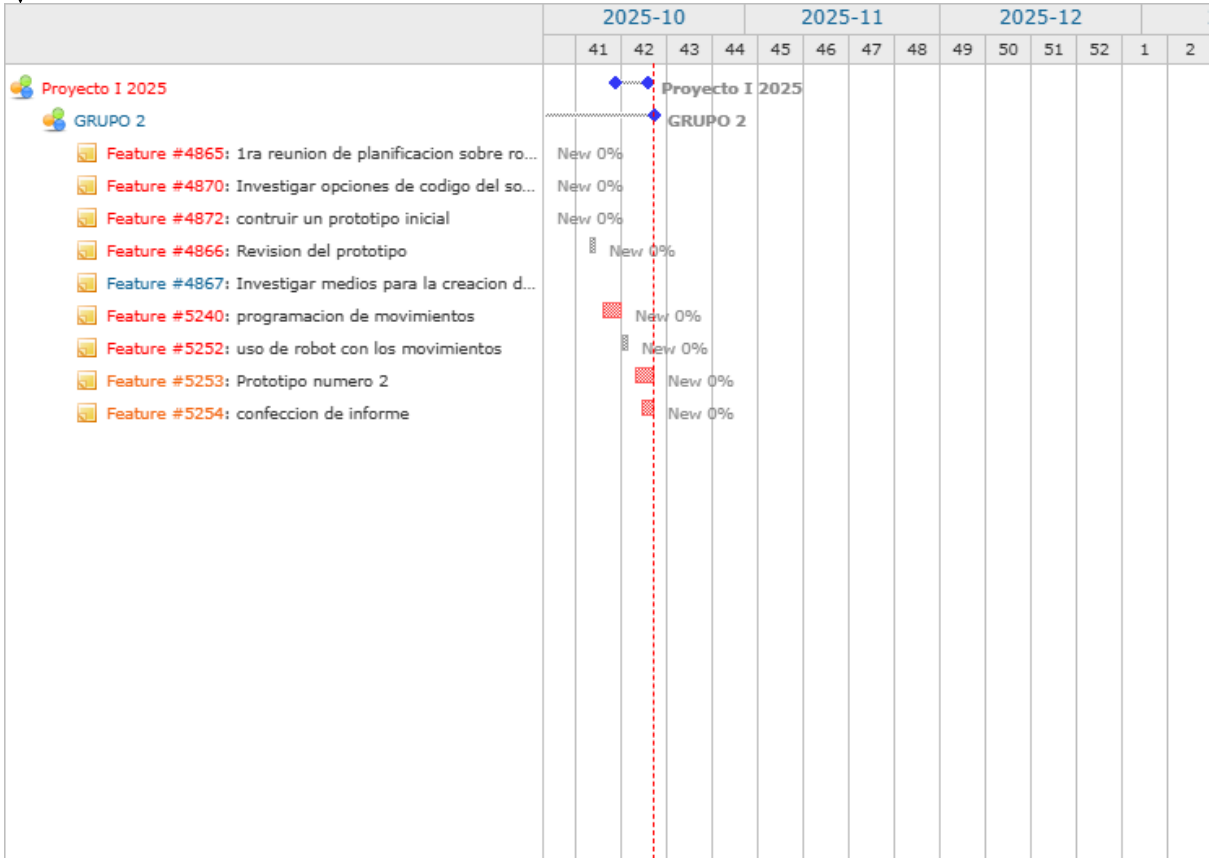 2025-10 2025-11 2025-12
41 42 43 44 45 46 47 48 49 50 51 52 1 2
Proyecto I 2025 Proyecto I 2025
GRUPO 2 GRUPO 2
Feature #4865: 1ra reunion de planificacion sobre ro... New 0%
Feature #4870: Investigar opciones de codigo del so... New 0%
Feature #4872: contruir un prototipo inicial New 0%
Feature #4866: Revision del prototipo New 0%
Feature #4867: Investigar medios para la creacion d...
Feature #5240: programacion de movimientos New 0%
Feature #5252: uso de robot con los movimientos New 0%
Feature #5253: Prototipo numero 2 New 0%
Feature #5254: confeccion de informe New 0%